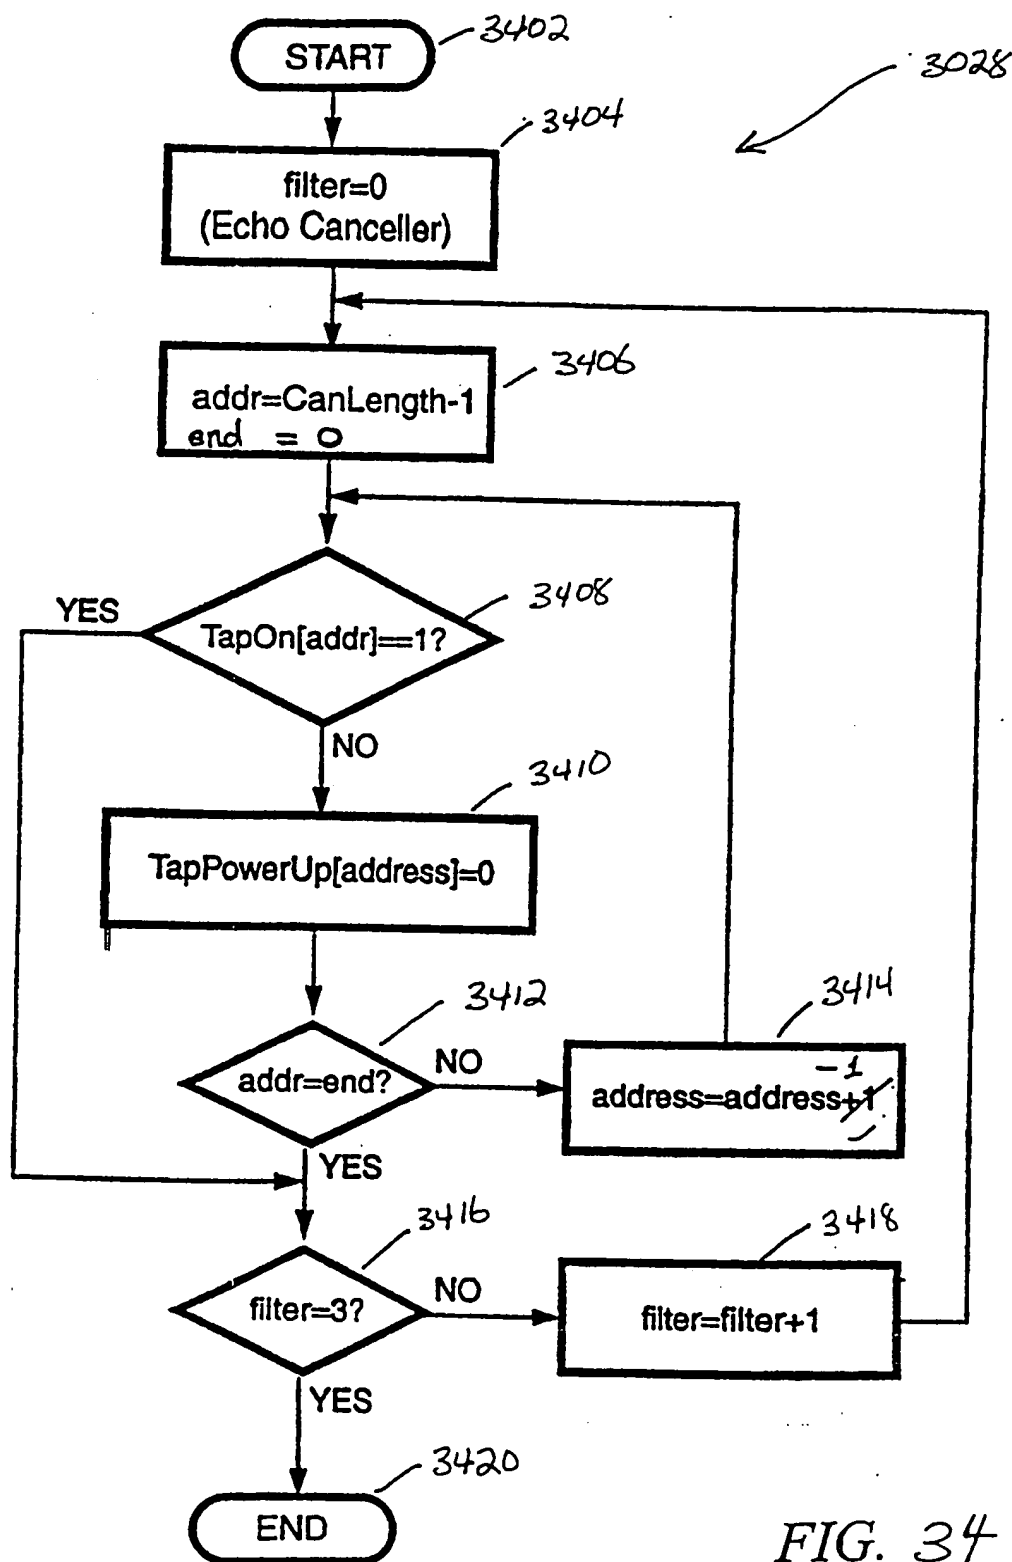 START
3402
3028
3404
filter=0
(Echo Canceller)
3406
addr=CanLength-1
end = 0
3408
YES
TapOn[addr]==1?
NO
3410
TapPowerUp[address]=0
3412
3414
addr=end?
NO
-1
address=address+1
YES
3416
3418
filter=3?
NO
filter=filter+1
YES
3420
END
FIG. 34